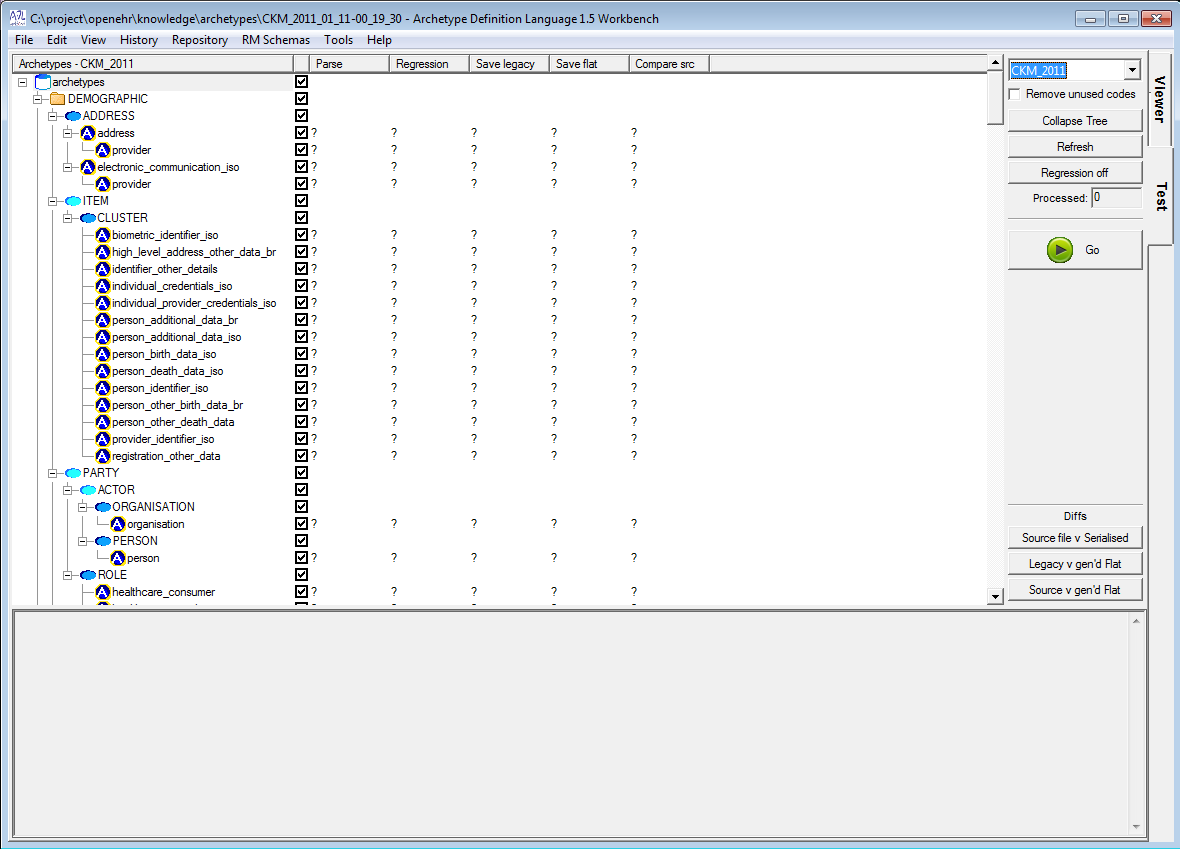 C:\project\openehr\knowledge\archetypes\CKM_2011_01_11-00_19_30 - Archetype Definition Language 1.5 Workbench
File Edit View History Repository RM Schemas Tools Help
Archetypes - CKM_2011 Parse Regression Save legacy Save flat Compare src
archetypes
DEMOGRAPHIC
ADDRESS
address ? ? ? ? ?
provider ? ? ? ? ?
electronic_communication_iso ? ? ? ? ?
provider ? ? ? ? ?
ITEM
CLUSTER
biometric_identifier_iso ? ? ? ? ?
high_level_address_other_data_br ? ? ? ? ?
identifier_other_details ? ? ? ? ?
individual_credentials_iso ? ? ? ? ?
individual_provider_credentials_iso ? ? ? ? ?
person_additional_data_br ? ? ? ? ?
person_additional_data_iso ? ? ? ? ?
person_birth_data_iso ? ? ? ? ?
person_death_data_iso ? ? ? ? ?
person_identifier_iso ? ? ? ? ?
person_other_birth_data_br ? ? ? ? ?
person_other_death_data ? ? ? ? ?
provider_identifier_iso ? ? ? ? ?
registration_other_data ? ? ? ? ?
PARTY
ACTOR
ORGANISATION
organisation ? ? ? ? ?
PERSON
person ? ? ? ? ?
ROLE
healthcare_consumer ? ? ? ? ?
CKM_2011
Remove unused codes
Collapse Tree
Refresh
Regression off
Processed: 0
Go
Diffs
Source file v Serialised
Legacy v gen'd Flat
Source v gen'd Flat
Viewer
Test